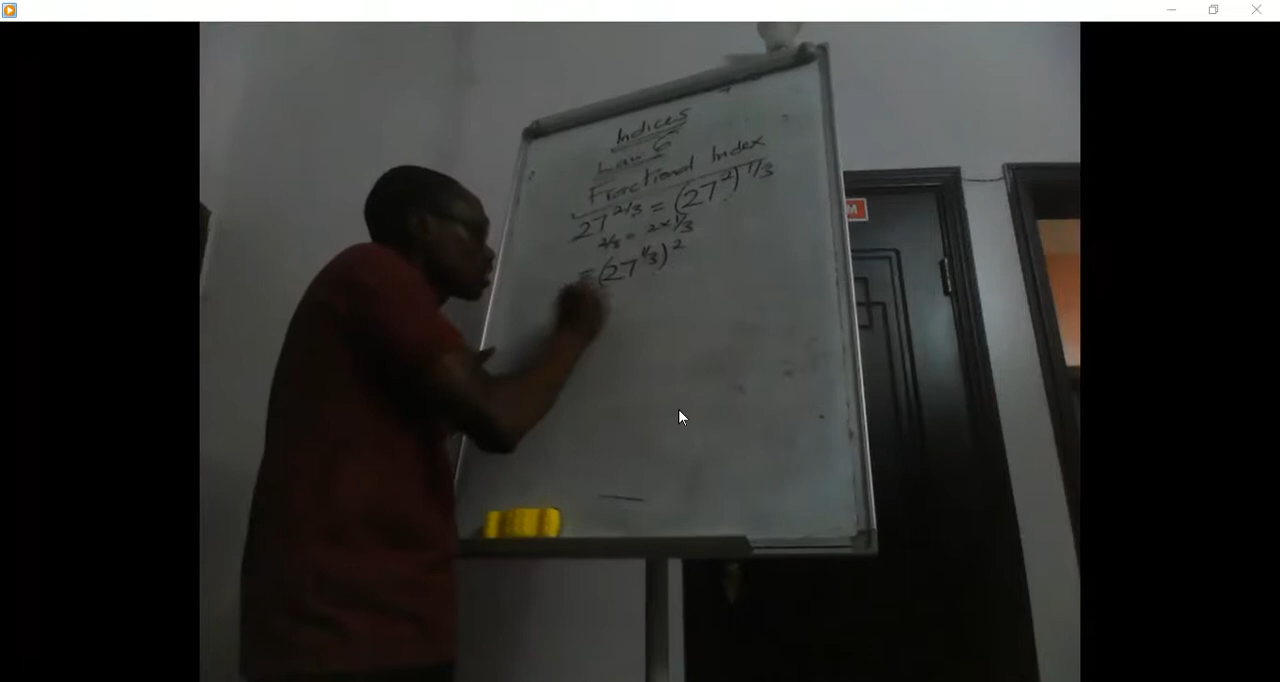 Indices
Law 6
Fractional Index
27^2/3 = (27^2)^1/3
2/3 = 2×1/3
= (27^1/3)^2
M